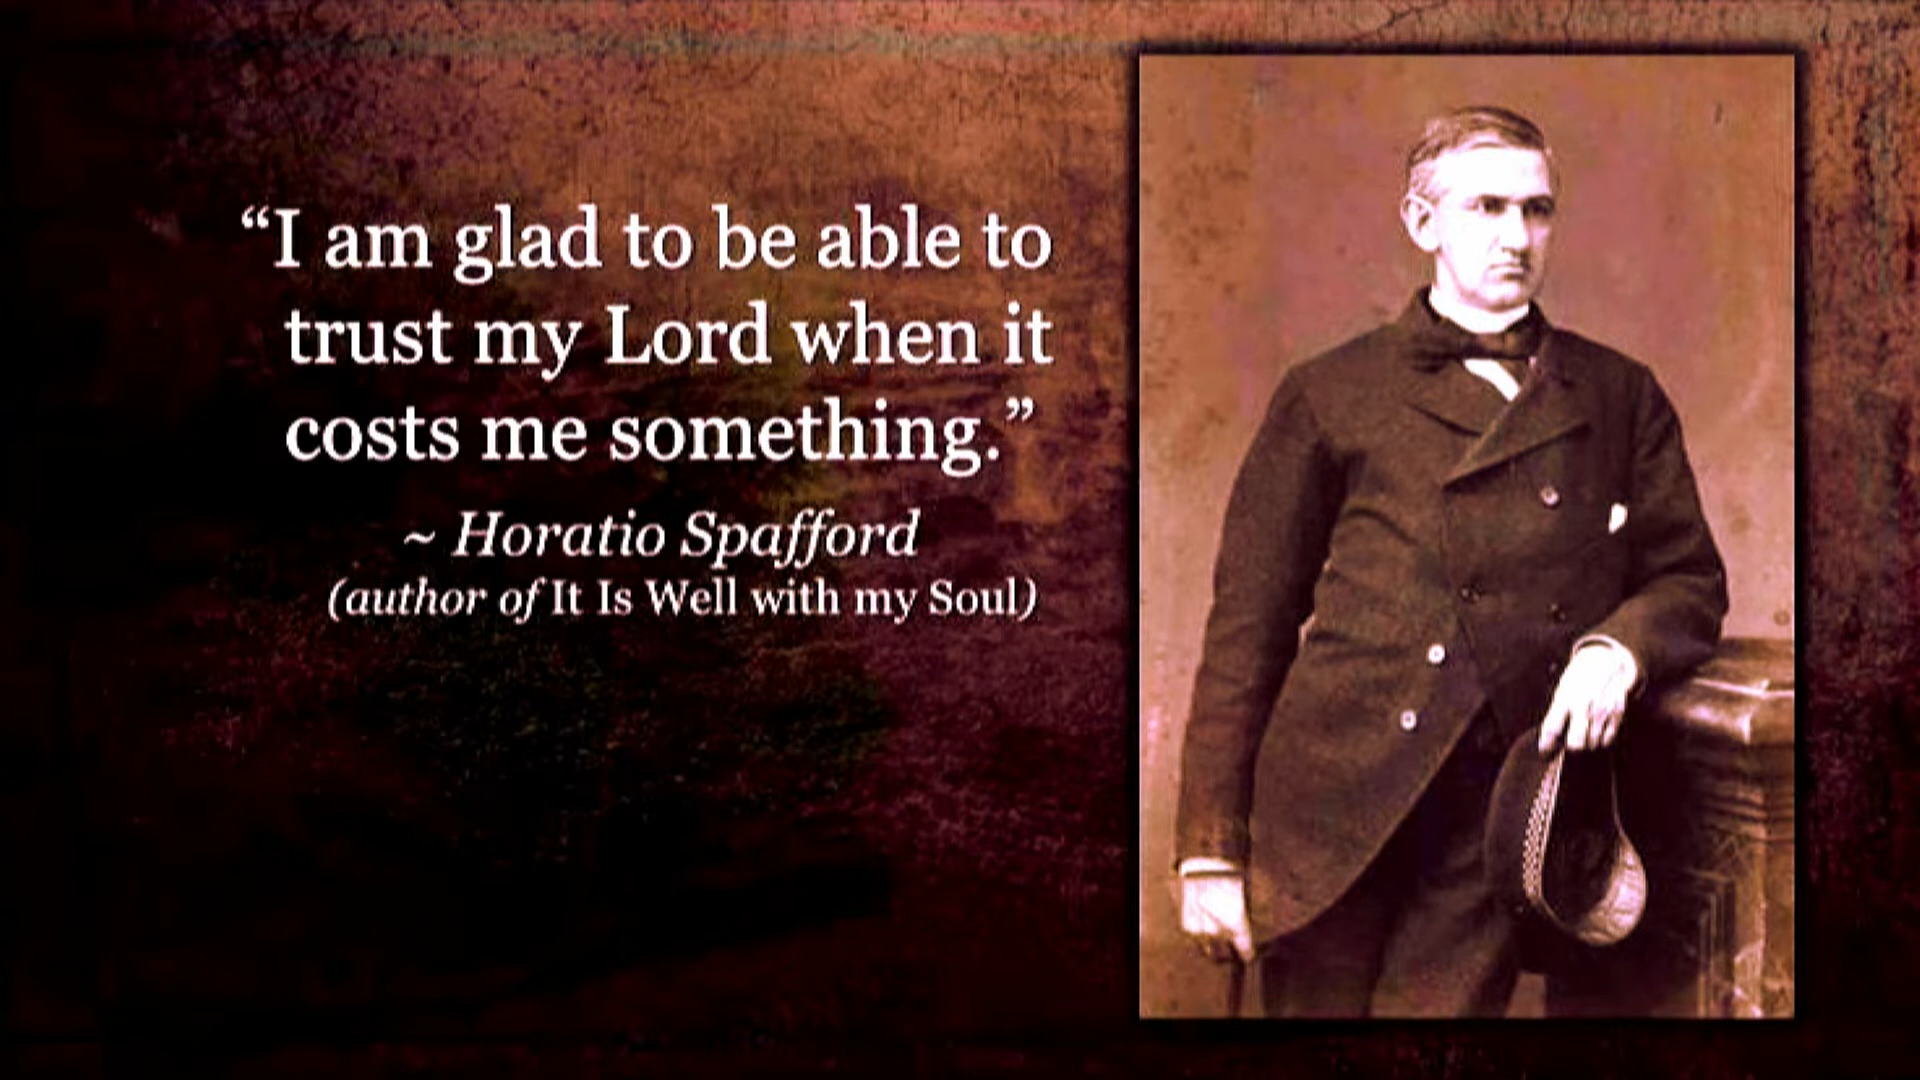 “I am glad to be able to
trust my Lord when it
costs me something.”
~ Horatio Spafford
(author of It Is Well with my Soul)